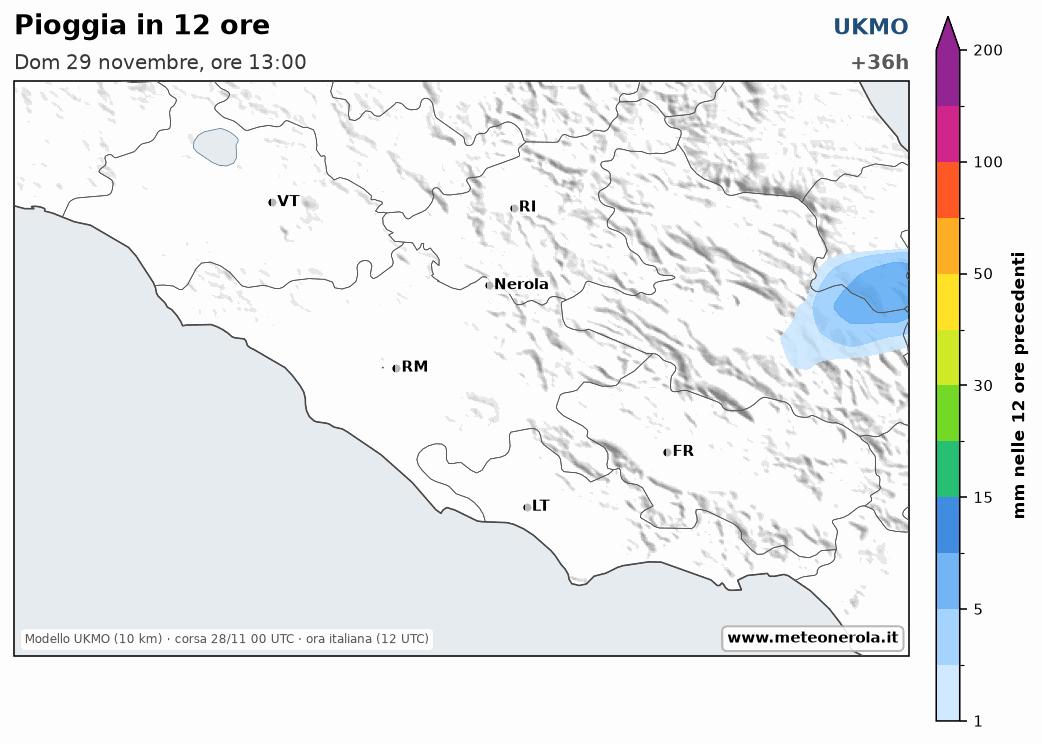 Pioggia in 12 ore
UKMO
Dom 29 novembre, ore 13:00
+36h
200
100
50
30
15
5
1
mm nelle 12 ore precedenti
VT
RI
Nerola
RM
FR
LT
Modello UKMO (10 km) · corsa 28/11 00 UTC · ora italiana (12 UTC)
www.meteonerola.it